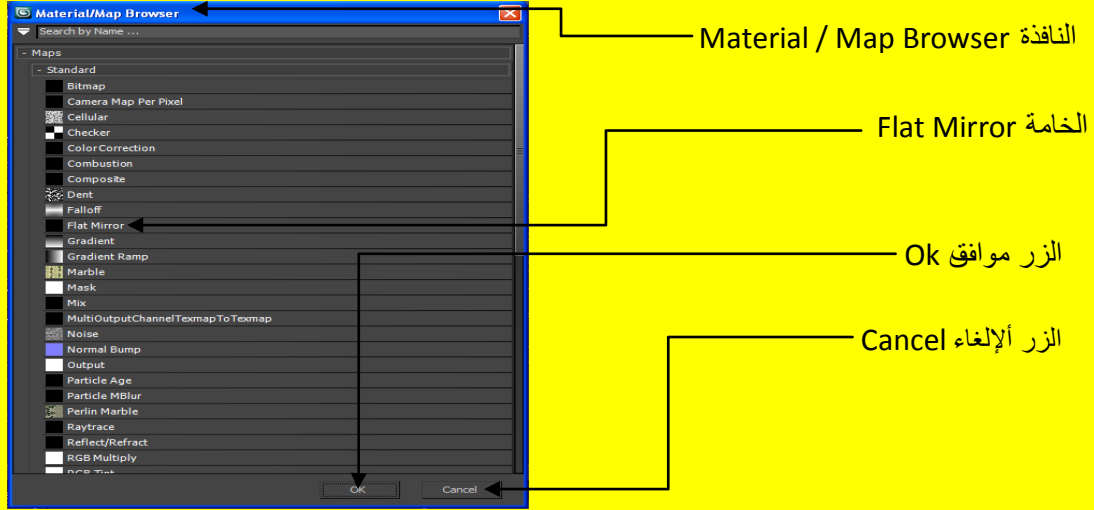 Material/Map Browser
Search by Name ...
- Maps
- Standard
Bitmap
Camera Map Per Pixel
Cellular
Checker
ColorCorrection
Combustion
Composite
Dent
Falloff
Flat Mirror
Gradient
Gradient Ramp
Marble
Mask
Mix
MultiOutputChannelTexmapToTexmap
Noise
Normal Bump
Output
Particle Age
Particle MBlur
Perlin Marble
Raytrace
Reflect/Refract
RGB Multiply
RGB Tint
OK
Cancel
النافذة Material / Map Browser
الخامة Flat Mirror
الزر موافق Ok
الزر ألإلغاء Cancel